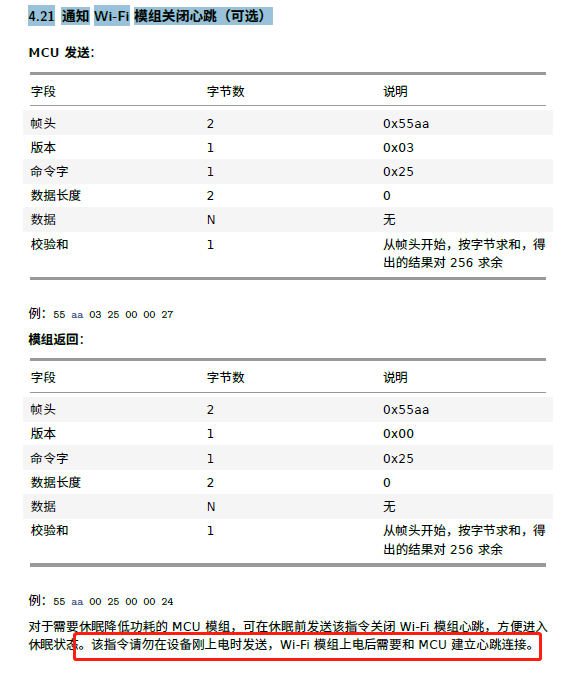 4.21 通知 Wi-Fi 模组关闭心跳（可选）
MCU 发送：
字段 字节数 说明
帧头 2 0x55aa
版本 1 0x03
命令字 1 0x25
数据长度 2 0
数据 N 无
校验和 1 从帧头开始，按字节求和，得
出的结果对 256 求余
例：55 aa 03 25 00 00 27
模组返回：
字段 字节数 说明
帧头 2 0x55aa
版本 1 0x00
命令字 1 0x25
数据长度 2 0
数据 N 无
校验和 1 从帧头开始，按字节求和，得
出的结果对 256 求余
例：55 aa 00 25 00 00 24
对于需要休眠降低功耗的 MCU 模组，可在休眠前发送该指令关闭 Wi-Fi 模组心跳，方便进入
休眠状态。该指令请勿在设备刚上电时发送，Wi-Fi 模组上电后需要和 MCU 建立心跳连接。